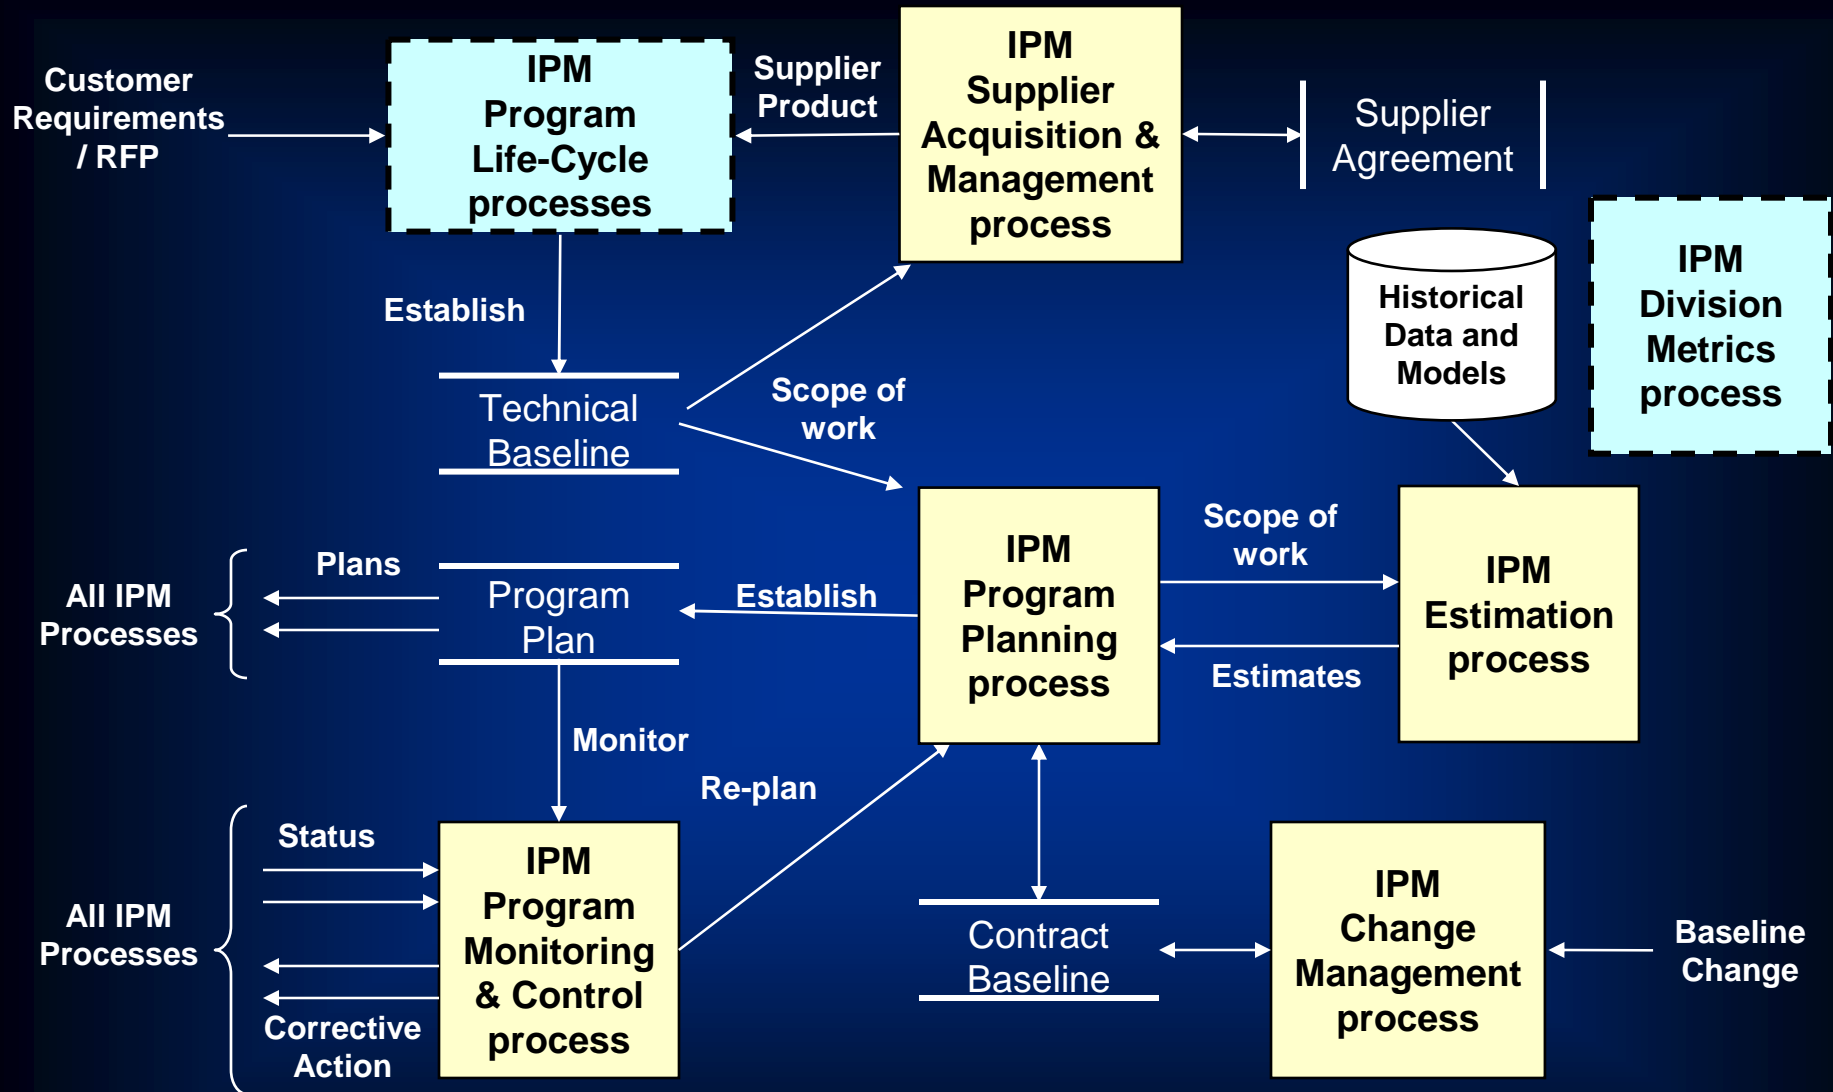 Customer
Requirements
/ RFP
IPM
Program
Life-Cycle
processes
Supplier
Product
IPM
Supplier
Acquisition &
Management
process
Supplier
Agreement
Historical
Data and
Models
IPM
Division
Metrics
process
Establish
Technical
Baseline
Scope of
work
All IPM
Processes
Plans
Program
Plan
Establish
IPM
Program
Planning
process
Scope of
work
Estimates
IPM
Estimation
process
Monitor
Re-plan
All IPM
Processes
Status
Corrective
Action
IPM
Program
Monitoring
& Control
process
Contract
Baseline
IPM
Change
Management
process
Baseline
Change